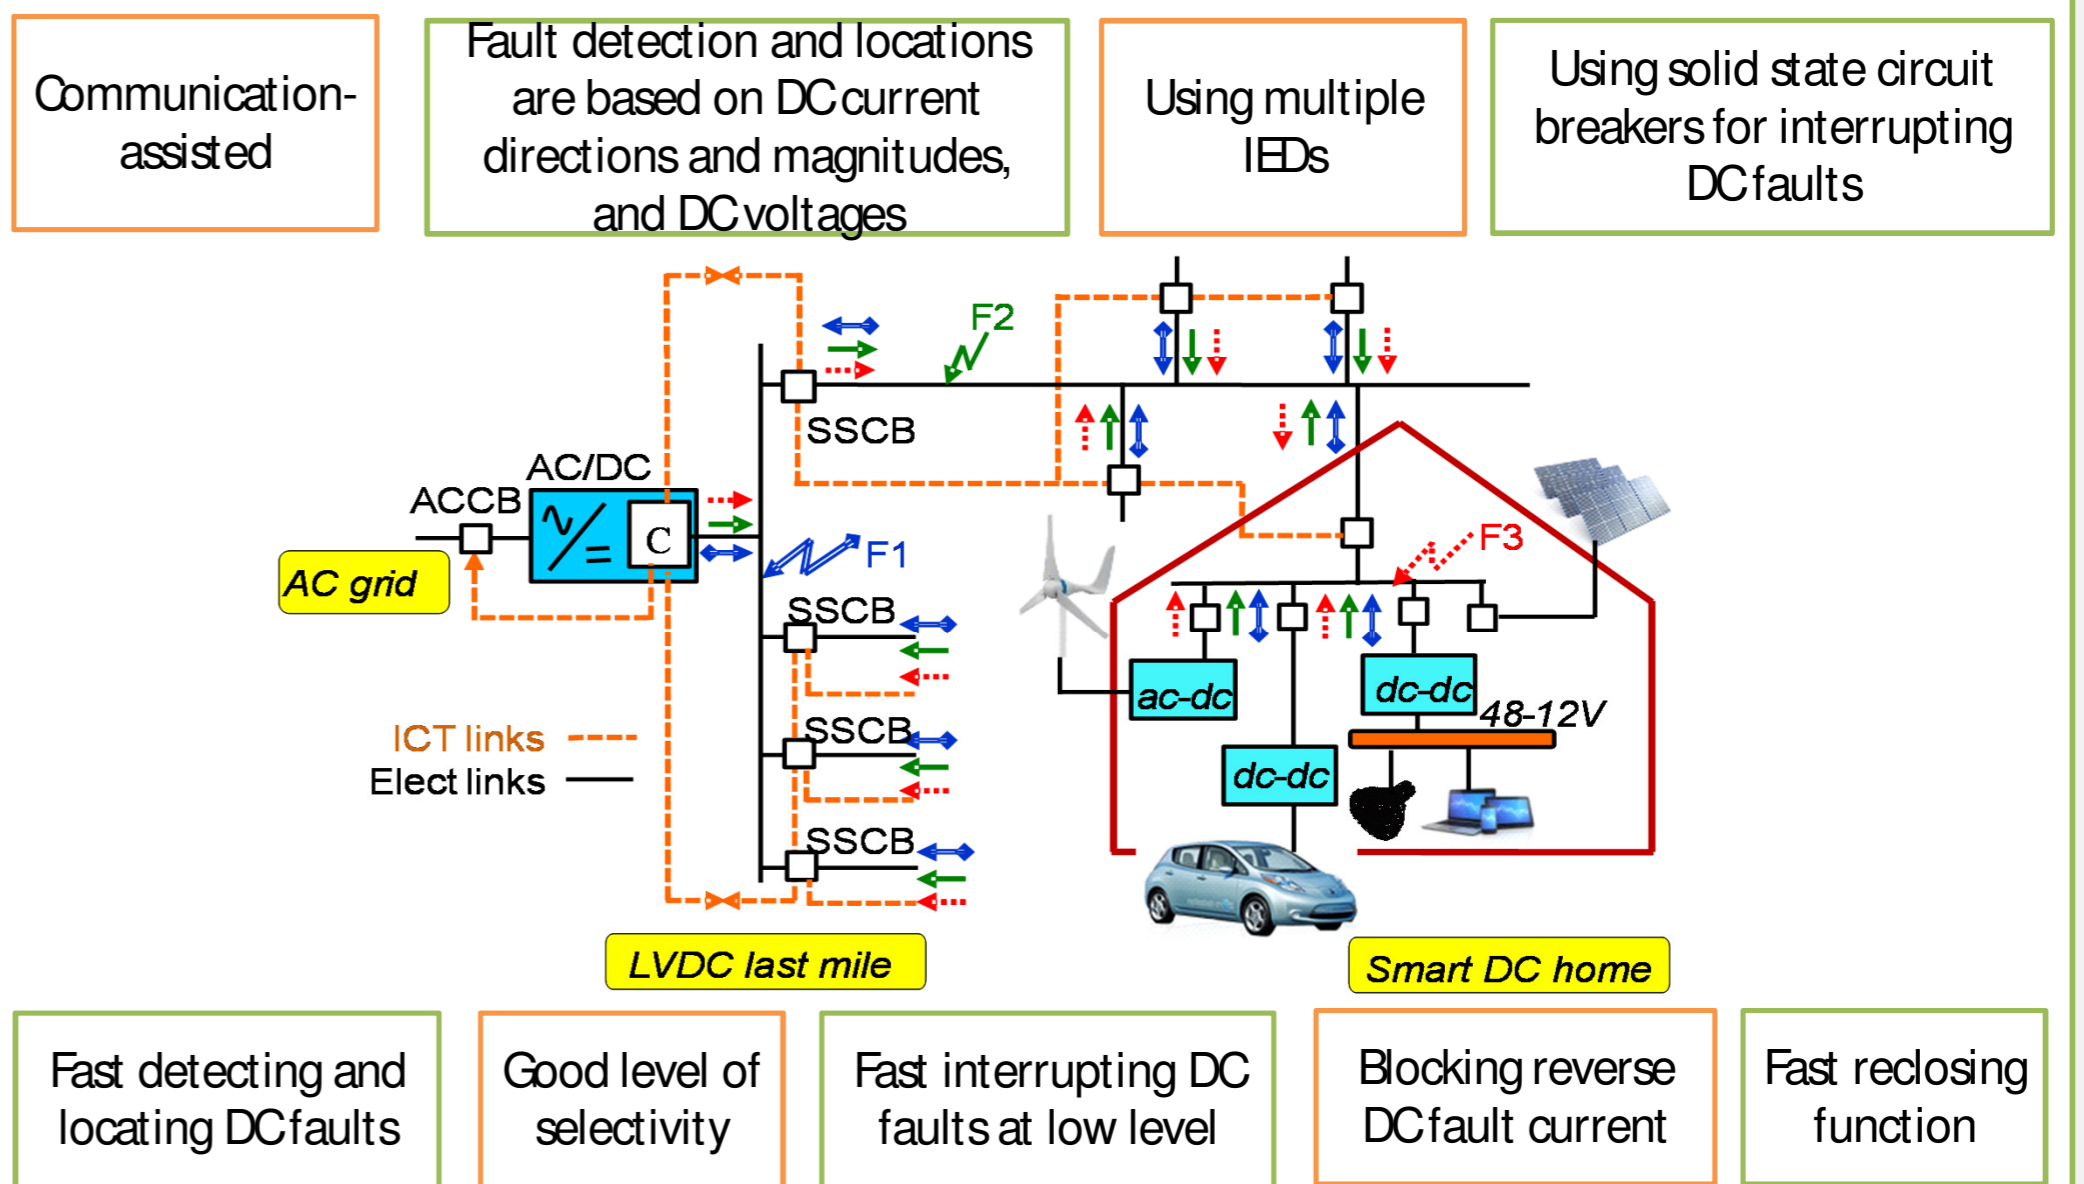 Communication-
assisted
Fault detection and locations
are based on DC current
directions and magnitudes,
and DC voltages
Using multiple
IEDs
Using solid state circuit
breakers for interrupting
DC faults
F2
SSCB
AC/DC
ACCB
C
F1
AC grid
F3
SSCB
ac-dc
dc-dc
48-12V
SSCB
ICT links
Elect links
dc-dc
SSCB
LVDC last mile
Smart DC home
Fast detecting and
locating DC faults
Good level of
selectivity
Fast interrupting DC
faults at low level
Blocking reverse
DC fault current
Fast reclosing
function